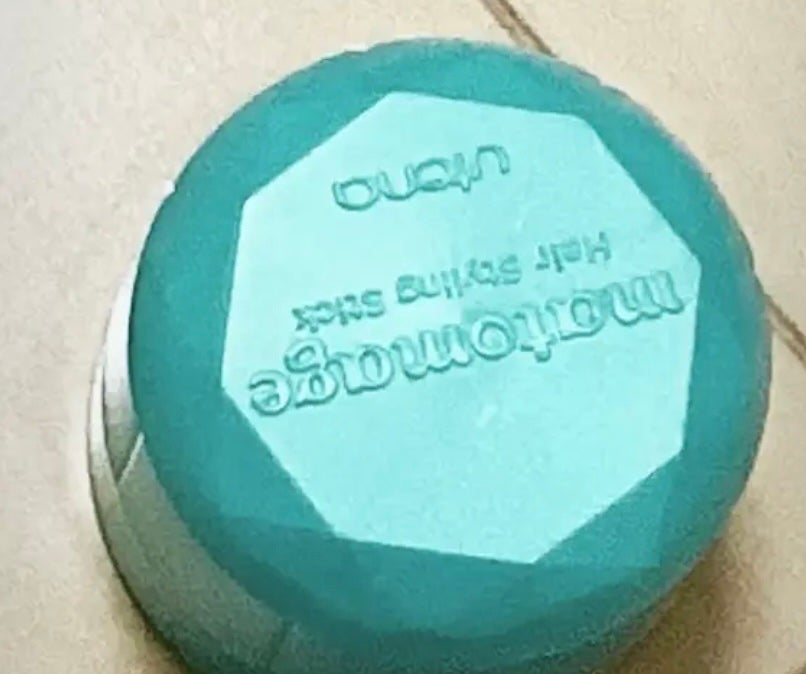 matomage
Hair Styling Stick
utena